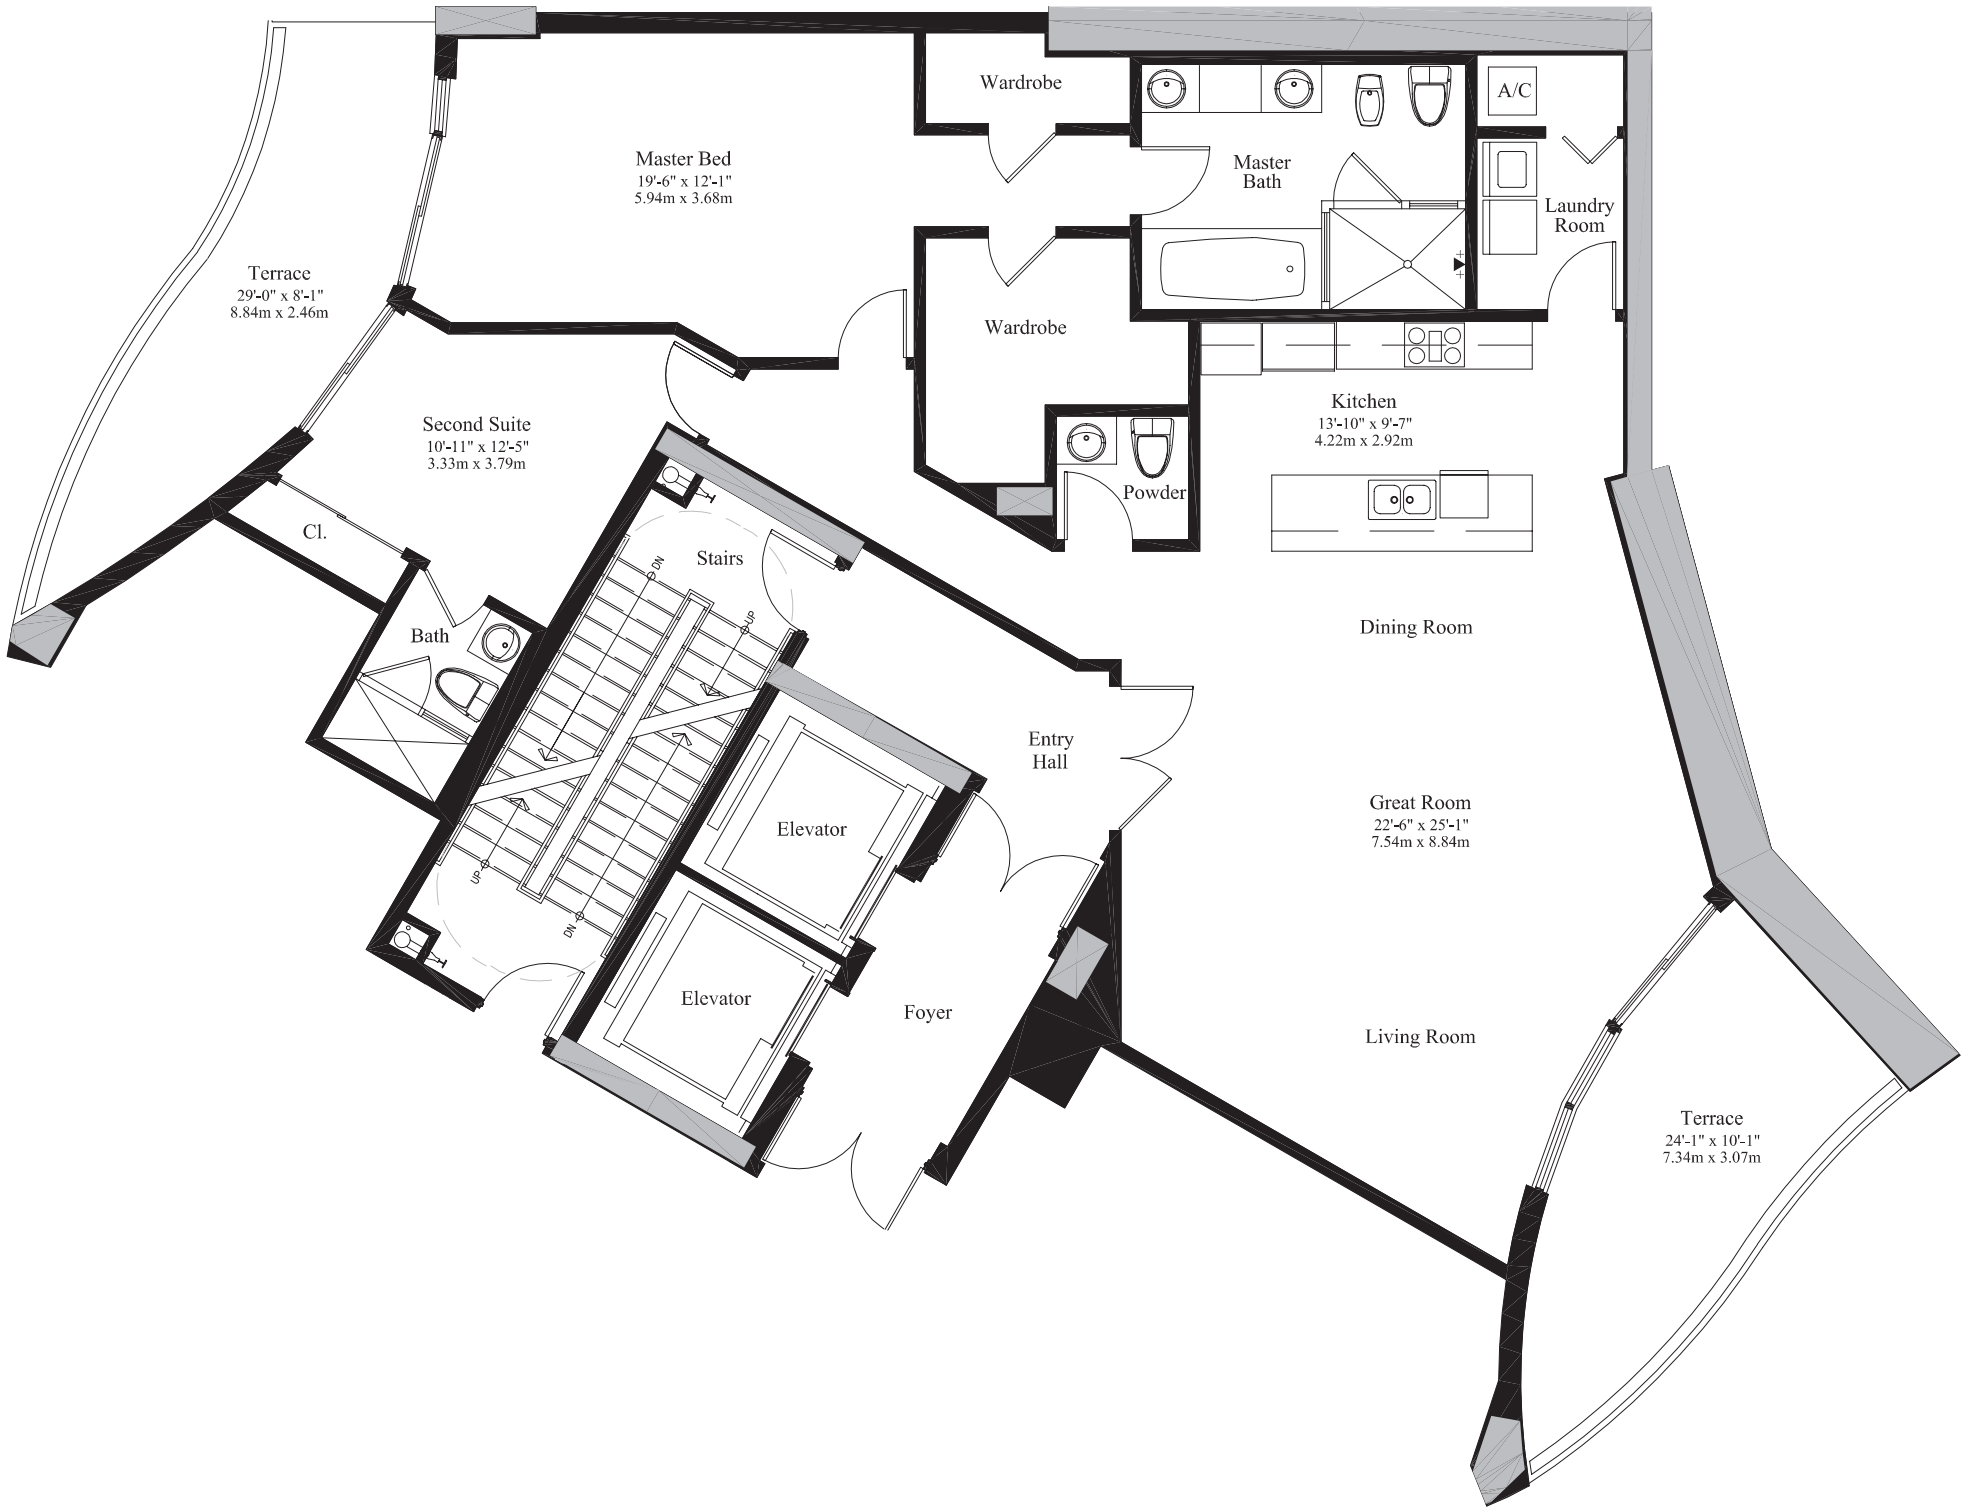 Wardrobe
A/C
Master Bed
19'-6" x 12'-1"
5.94m x 3.68m
Master
Bath
Laundry
Room
Terrace
29'-0" x 8'-1"
8.84m x 2.46m
Wardrobe
Kitchen
13'-10" x 9'-7"
4.22m x 2.92m
Second Suite
10'-11" x 12'-5"
3.33m x 3.79m
Powder
Cl.
Stairs
DN
UP
Bath
Dining Room
Entry
Hall
Great Room
22'-6" x 25'-1"
7.54m x 8.84m
Elevator
UP
DN
Elevator
Foyer
Living Room
Terrace
24'-1" x 10'-1"
7.34m x 3.07m